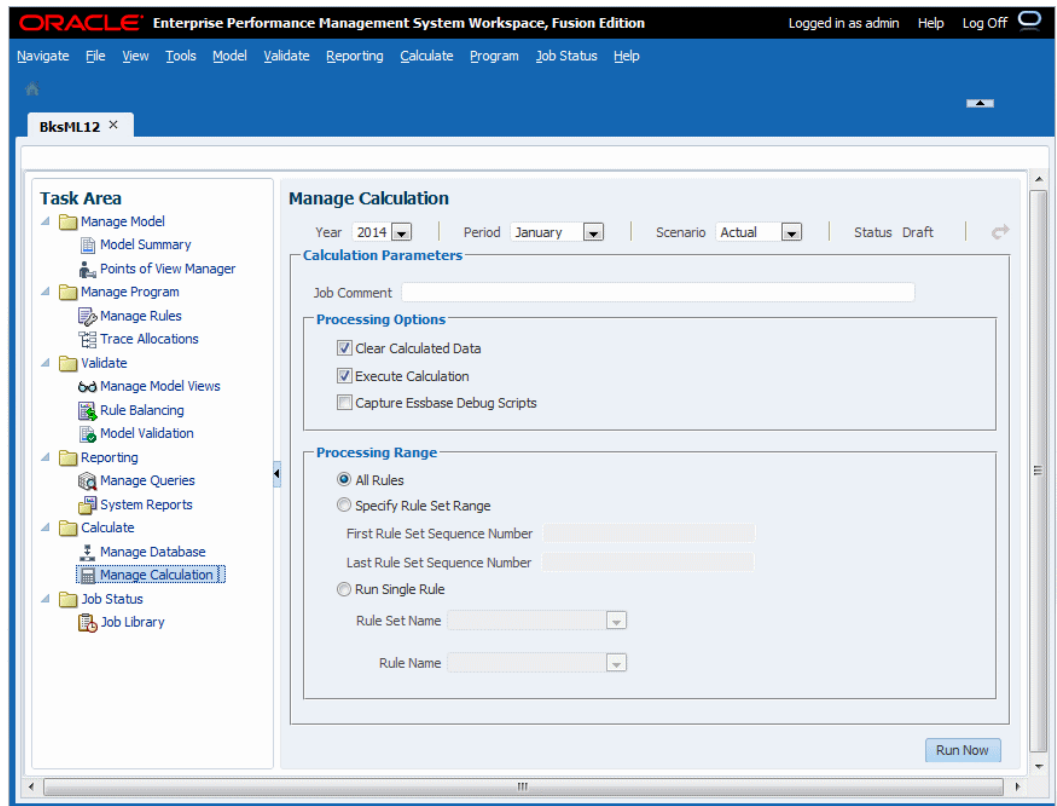 ORACLE Enterprise Performance Management System Workspace, Fusion Edition Logged in as admin Help Log Off
Navigate File View Tools Model Validate Reporting Calculate Program Job Status Help
BksML12
Task Area
Manage Model
Model Summary
Points of View Manager
Manage Program
Manage Rules
Trace Allocations
Validate
Manage Model Views
Rule Balancing
Model Validation
Reporting
Manage Queries
System Reports
Calculate
Manage Database
Manage Calculation
Job Status
Job Library
Manage Calculation
Year 2014 Period January Scenario Actual Status Draft
Calculation Parameters
Job Comment
Processing Options
Clear Calculated Data
Execute Calculation
Capture Essbase Debug Scripts
Processing Range
All Rules
Specify Rule Set Range
First Rule Set Sequence Number
Last Rule Set Sequence Number
Run Single Rule
Rule Set Name
Rule Name
Run Now